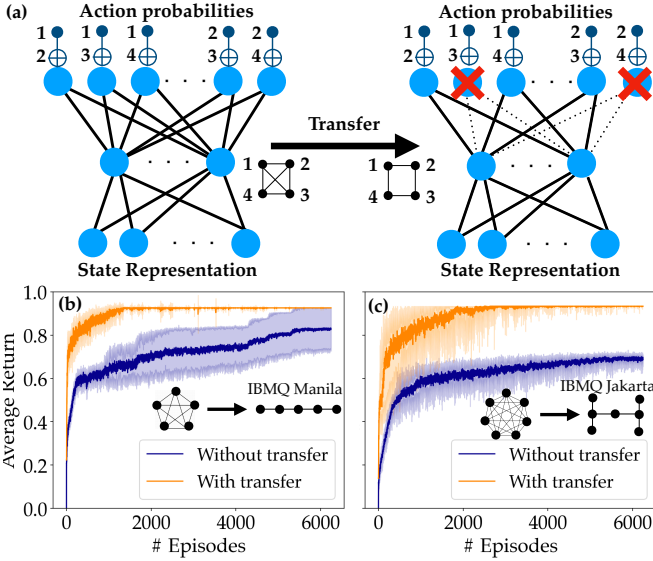 (a)
Action probabilities
Action probabilities
1 1 1 2 2
2 3 4 3 4
1 1 1 2 2
2 3 4 3 4
. . .
. . .
Transfer
. . .
. . .
1 2
4 3
1 2
4 3
. . .
. . .
State Representation
State Representation
(b)
(c)
1.0
0.8
0.6
0.4
0.2
0.0
Average Return
IBMQ Manila
IBMQ Jakarta
Without transfer
With transfer
Without transfer
With transfer
0 2000 4000 6000
0 2000 4000 6000
# Episodes
# Episodes